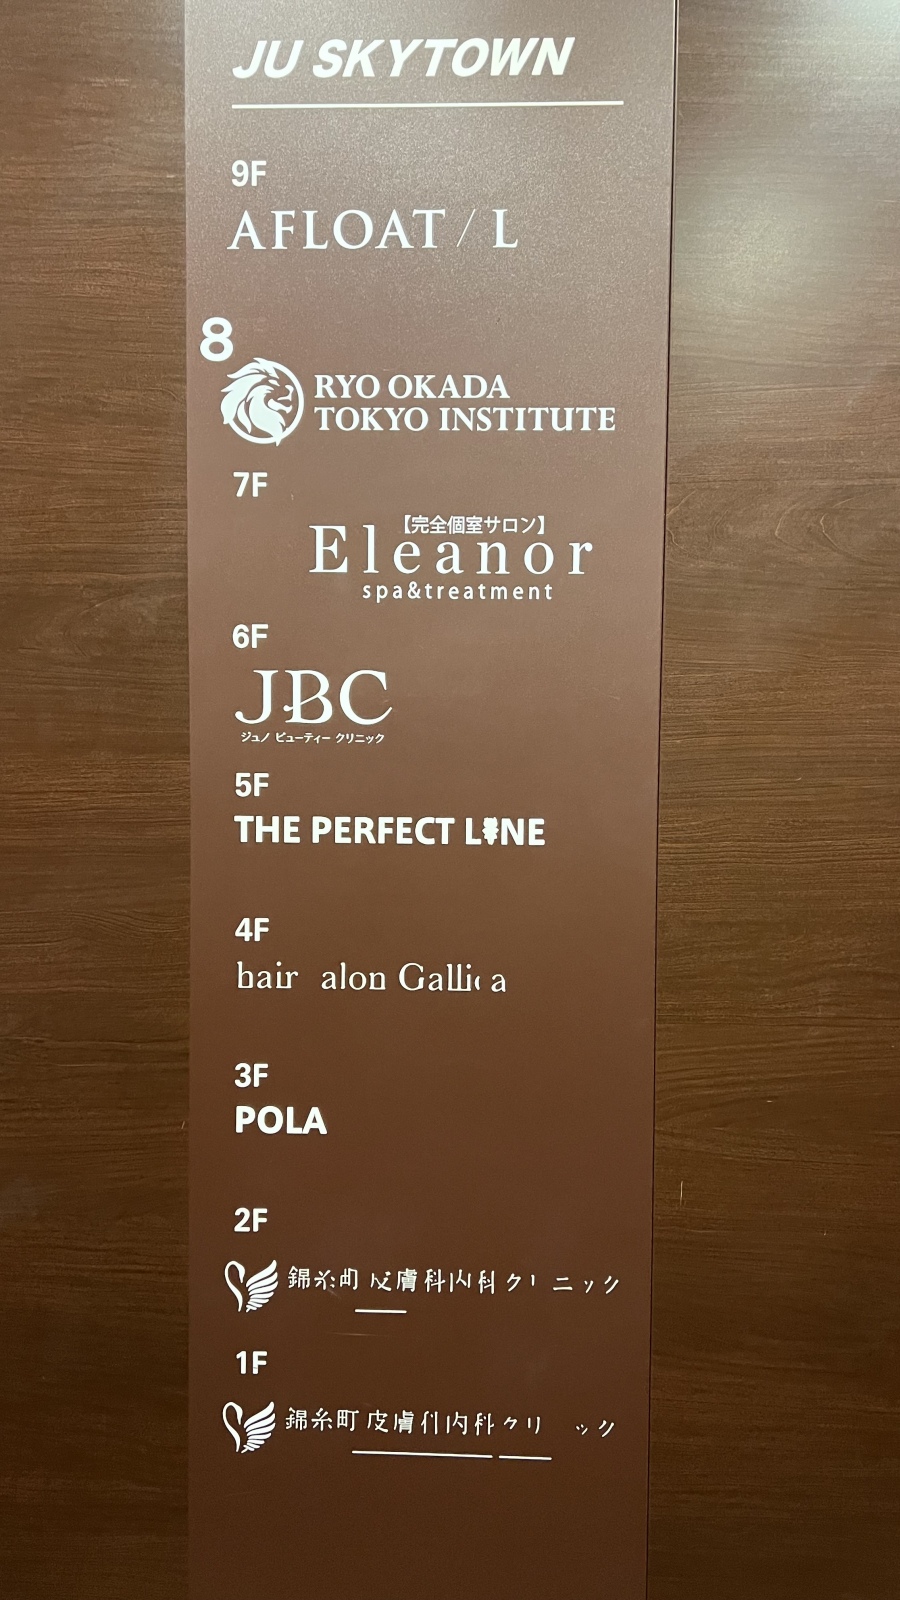 JU SKYTOWN
9F
AFLOAT / L
8
RYO OKADA
TOKYO INSTITUTE
7F
【完全個室サロン】
Eleanor
spa&treatment
6F
JBC
ジュノ ビューティー クリニック
5F
THE PERFECT LINE
4F
hair alon Gallica
3F
POLA
2F
錦糸町 皮膚科内科クリニック
1F
錦糸町皮膚科内科クリ ック